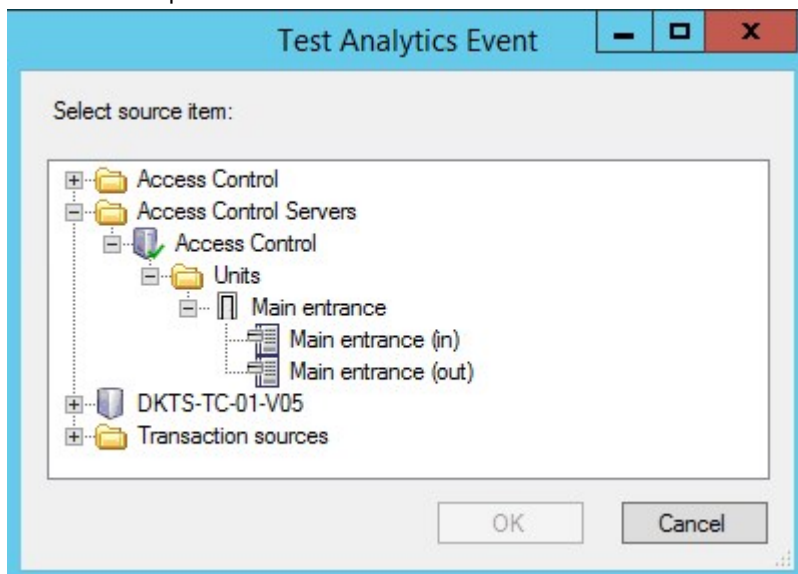 Test Analytics Event
Select source item:
Access Control
Access Control Servers
Access Control
Units
Main entrance
Main entrance (in)
Main entrance (out)
DKTS-TC-01-V05
Transaction sources
OK
Cancel